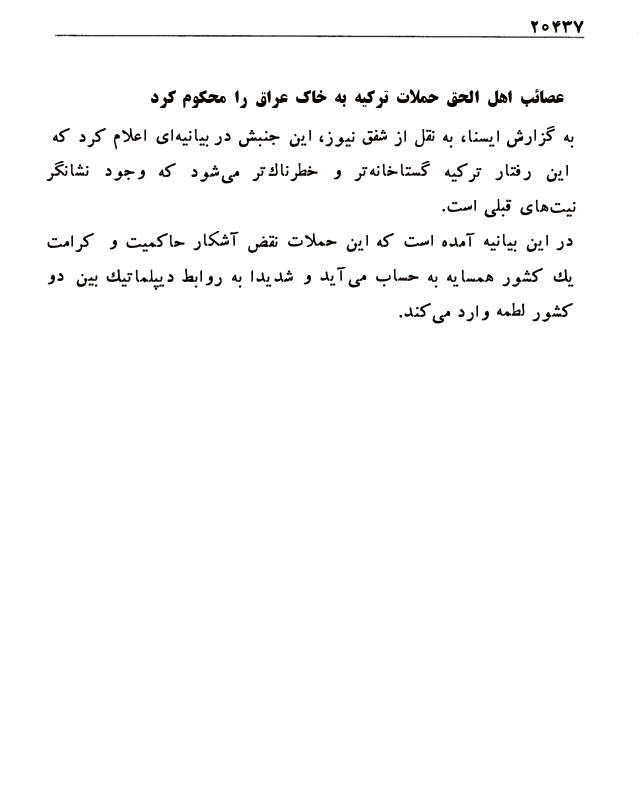 ۲۰۴۳۷
عصائب اهل الحق حملات ترکیه به خاک عراق را محکوم کرد
به گزارش ایسنا، به نقل از شفق نیوز، این جنبش در بیانیه‌ای اعلام کرد که
این رفتار ترکیه گستاخانه‌تر و خطرناك‌تر می‌شود که وجود نشانگر
نیت‌های قبلی است.
در این بیانیه آمده است که این حملات نقض آشکار حاکمیت و کرامت
يك کشور همسایه به حساب می‌آید و شدیدا به روابط دیپلماتيك بین دو
کشور لطمه وارد می‌کند.